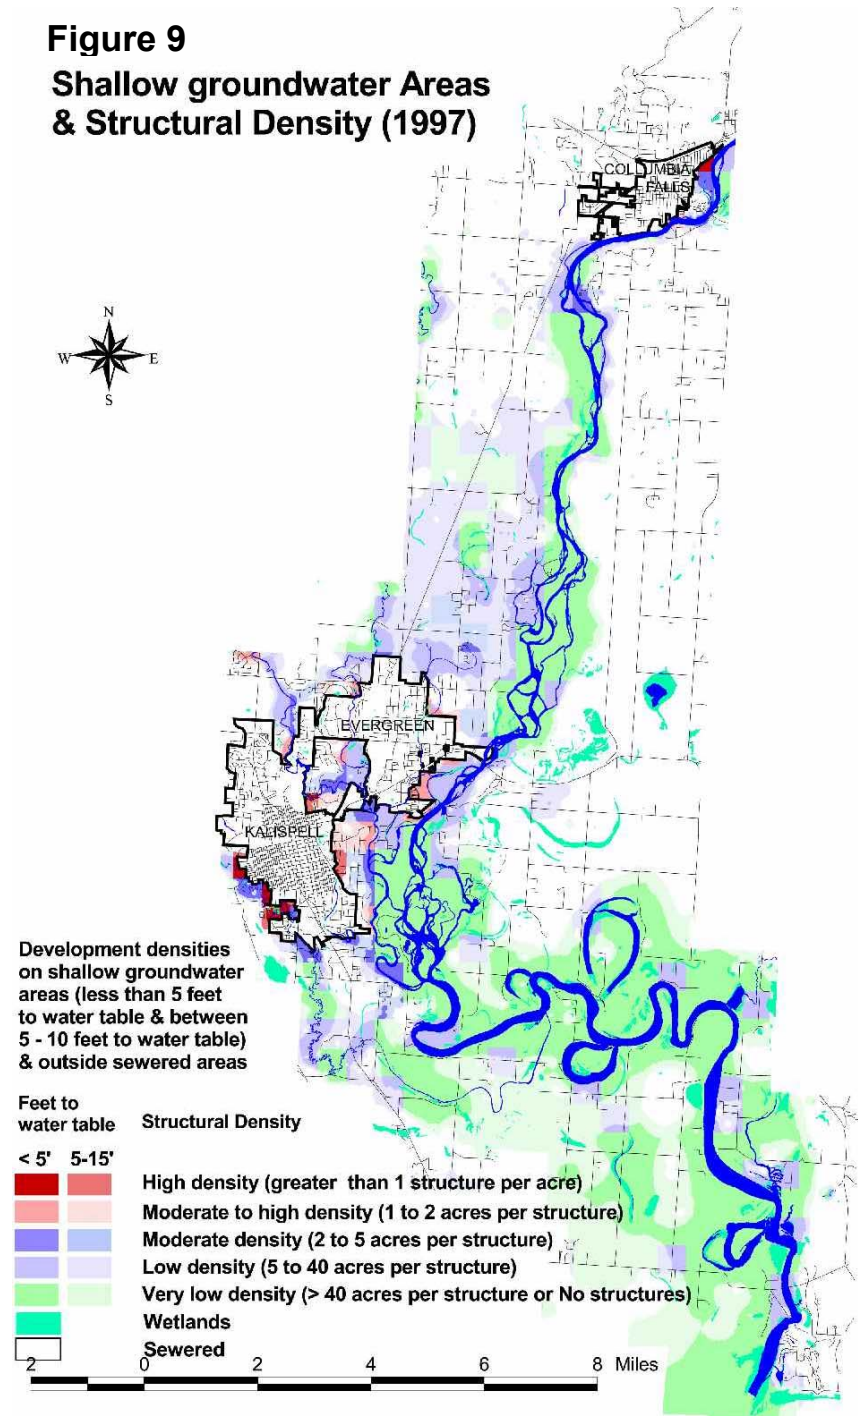 Figure 9
Shallow groundwater Areas
& Structural Density (1997)
COLUMBIA
FALLS
N
W
E
S
EVERGREEN
KALISPELL
Development densities
on shallow groundwater
areas (less than 5 feet
to water table & between
5 - 10 feet to water table)
& outside sewered areas
Feet to
water table
Structural Density
< 5'
5-15'
High density (greater than 1 structure per acre)
Moderate to high density (1 to 2 acres per structure)
Moderate density (2 to 5 acres per structure)
Low density (5 to 40 acres per structure)
Very low density (> 40 acres per structure or No structures)
Wetlands
Sewered
2 0 2 4 6 8 Miles